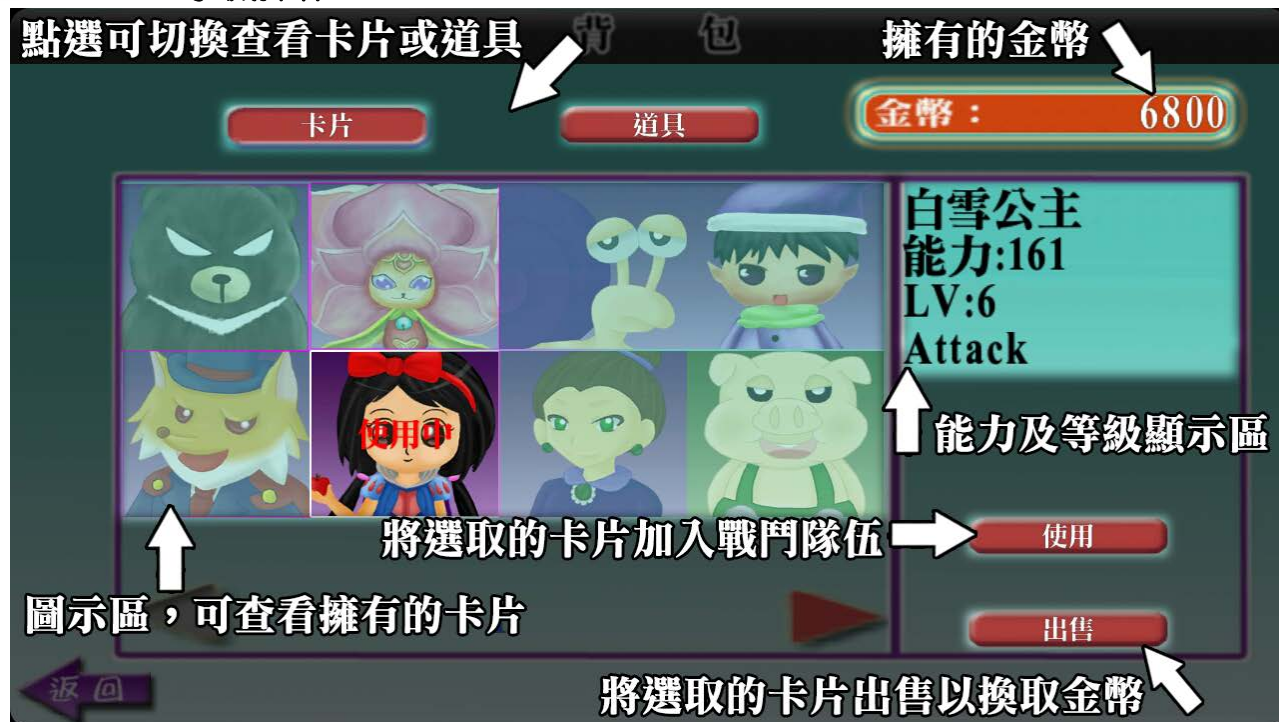 背包
點選可切換查看卡片或道具
擁有的金幣
卡片
道具
金幣：6800
白雪公主
能力:161
LV:6
Attack
使用中
能力及等級顯示區
將選取的卡片加入戰鬥隊伍
使用
圖示區，可查看擁有的卡片
出售
返回
將選取的卡片出售以換取金幣